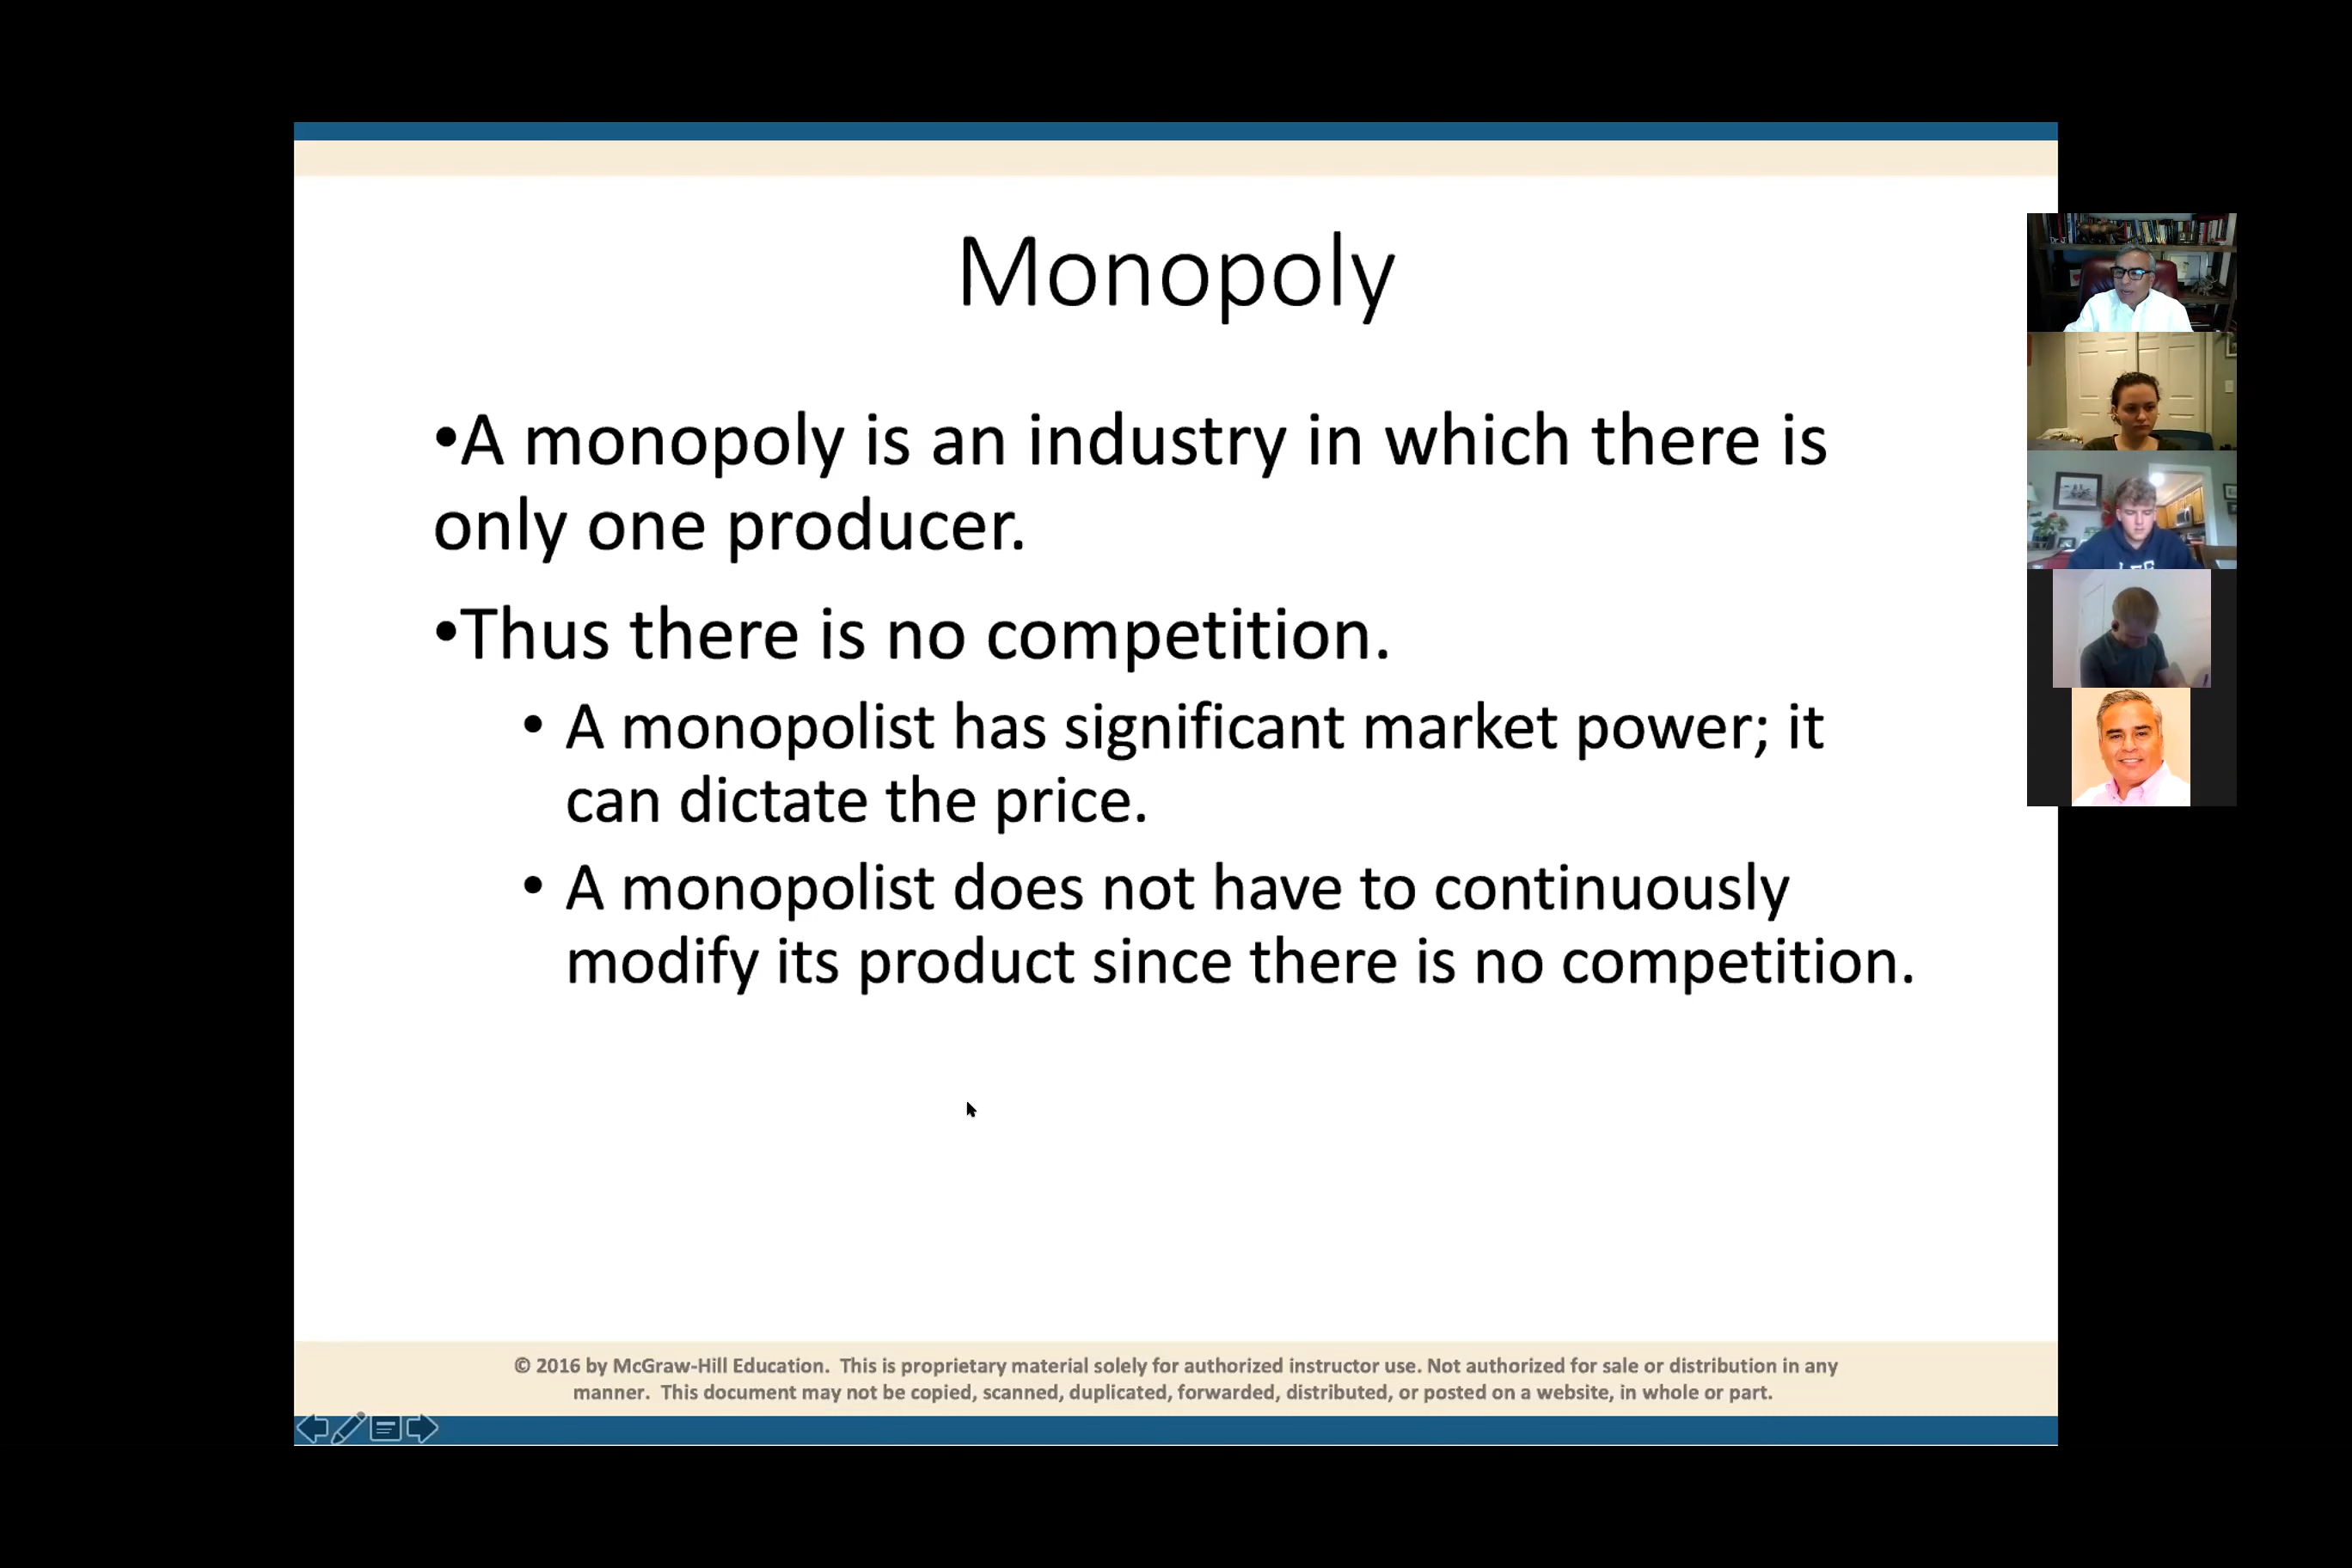 Monopoly
•A monopoly is an industry in which there is
only one producer.
•Thus there is no competition.
• A monopolist has significant market power; it
can dictate the price.
• A monopolist does not have to continuously
modify its product since there is no competition.
© 2016 by McGraw-Hill Education. This is proprietary material solely for authorized instructor use. Not authorized for sale or distribution in any
manner. This document may not be copied, scanned, duplicated, forwarded, distributed, or posted on a website, in whole or part.